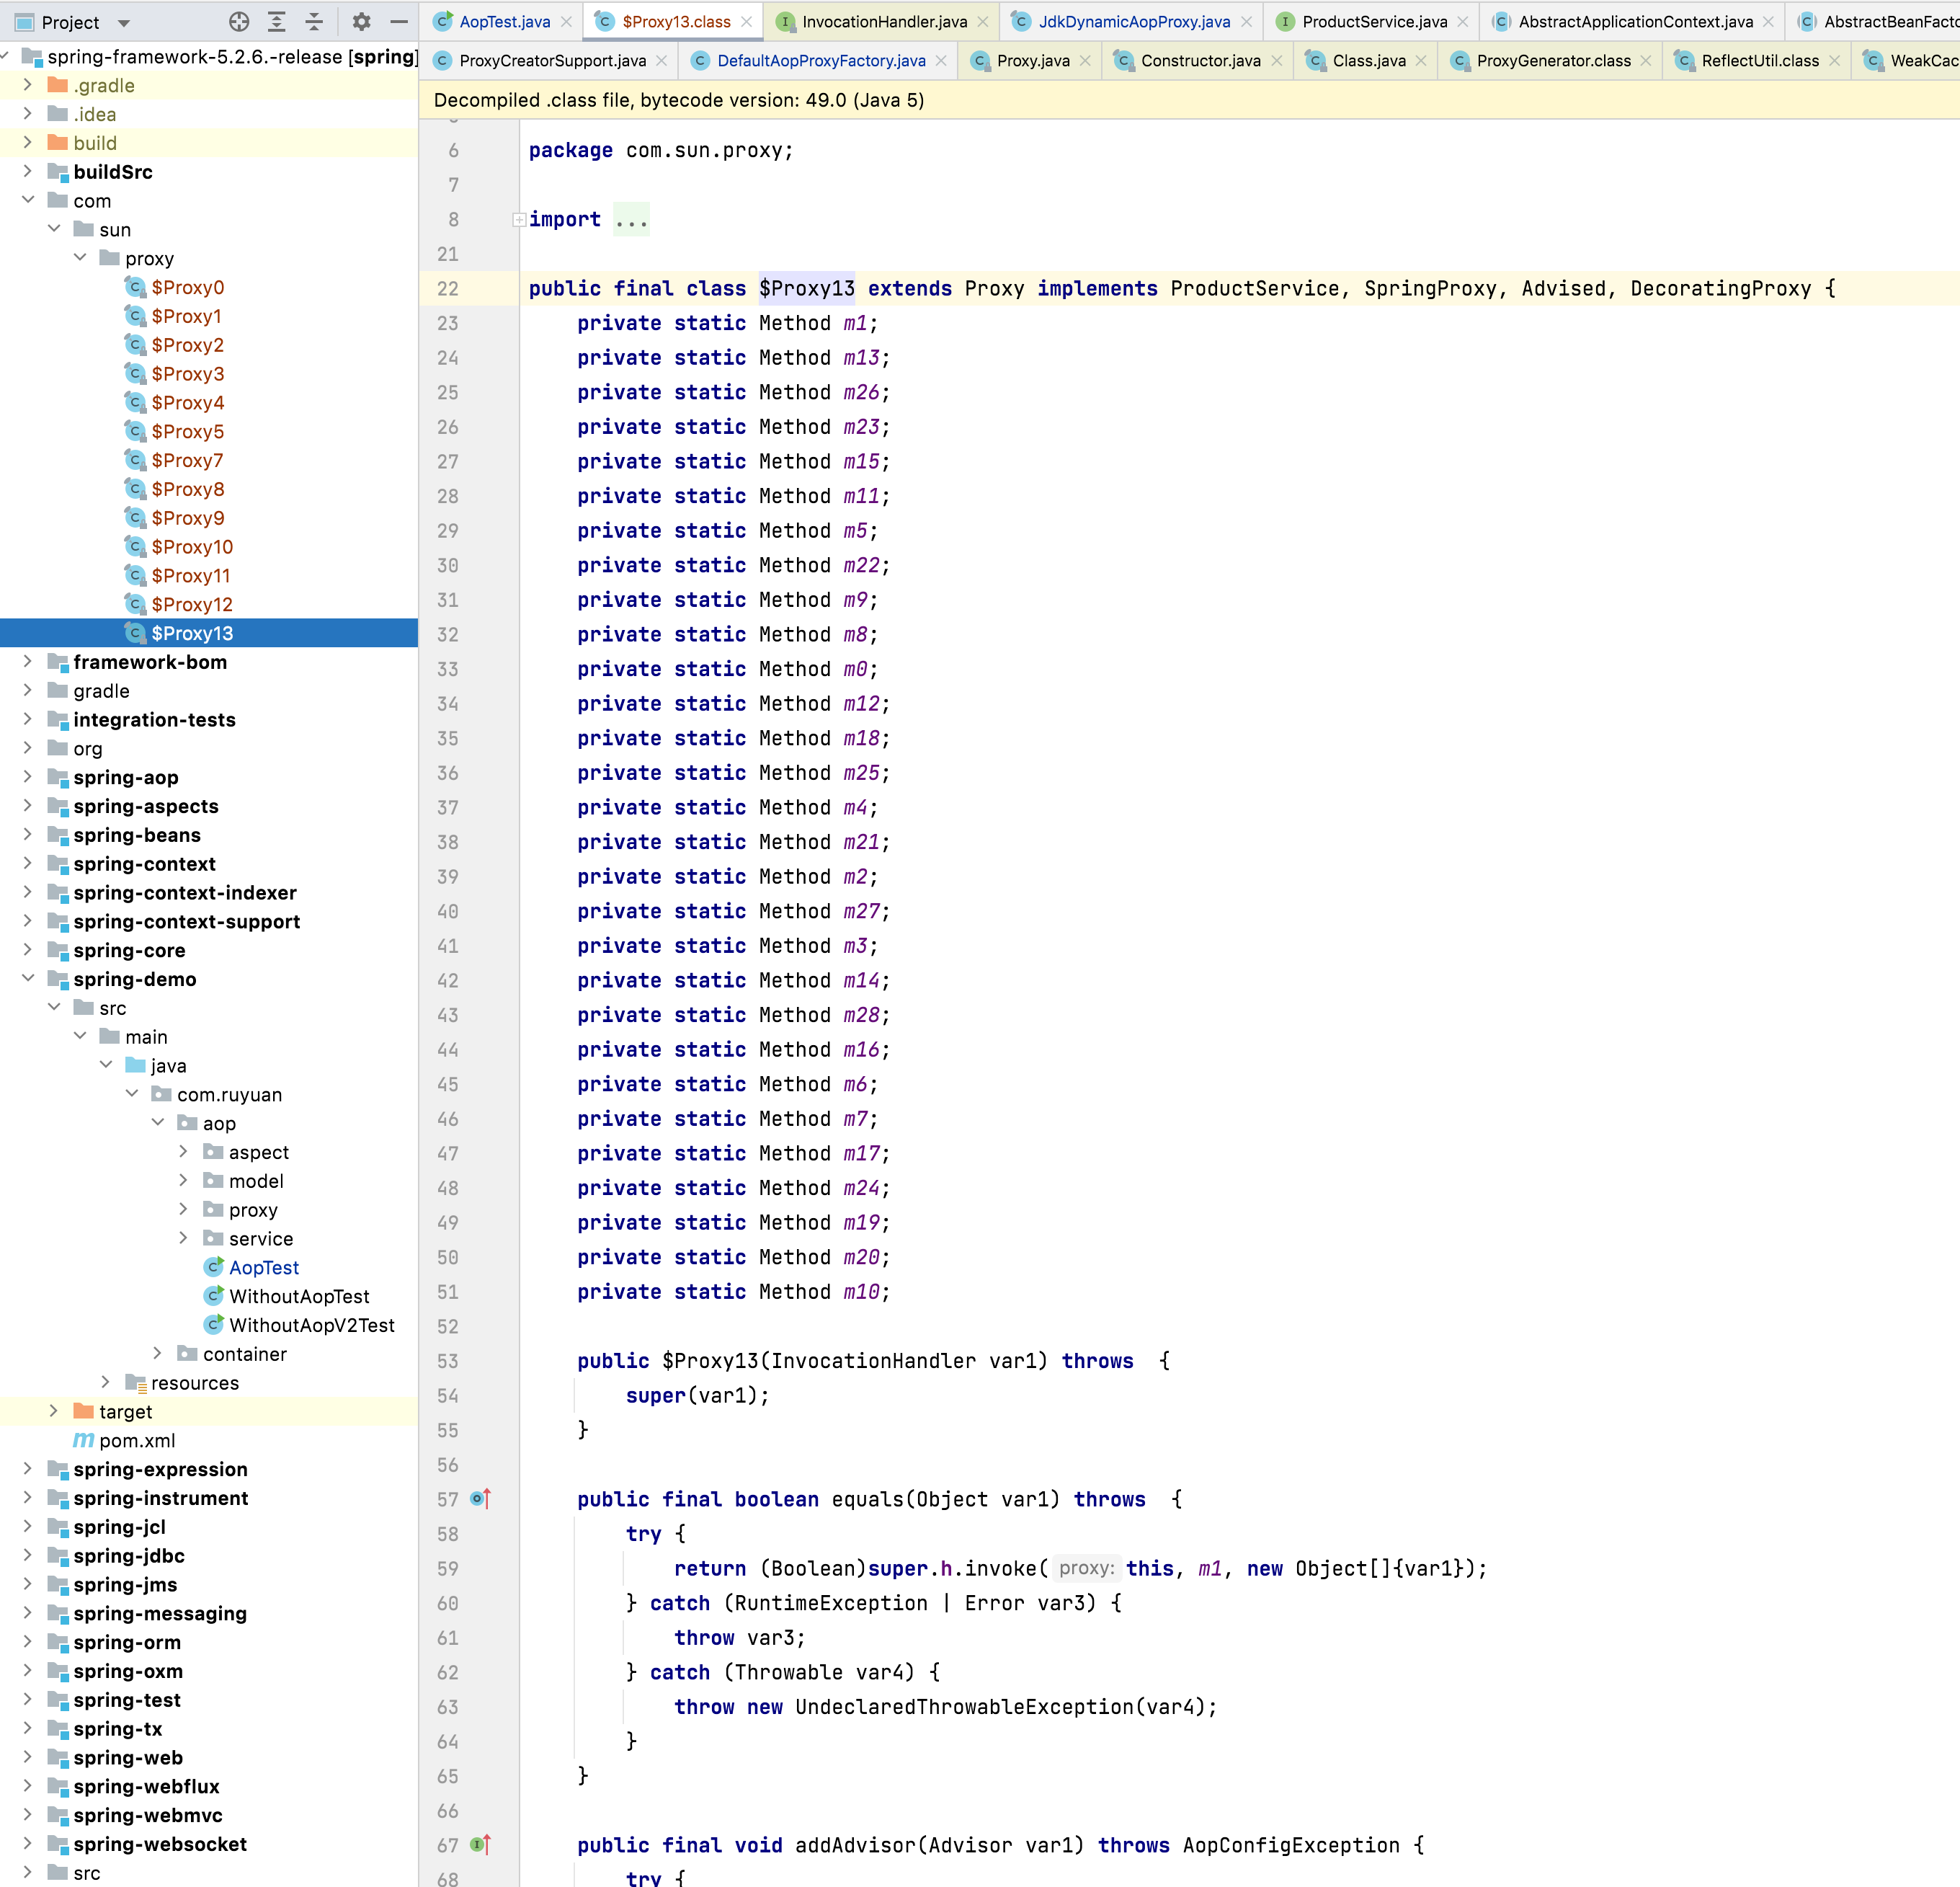 Project
spring-framework-5.2.6.-release [spring]
.gradle
.idea
build
buildSrc
com
sun
proxy
$Proxy0
$Proxy1
$Proxy2
$Proxy3
$Proxy4
$Proxy5
$Proxy7
$Proxy8
$Proxy9
$Proxy10
$Proxy11
$Proxy12
$Proxy13
framework-bom
gradle
integration-tests
org
spring-aop
spring-aspects
spring-beans
spring-context
spring-context-indexer
spring-context-support
spring-core
spring-demo
src
main
java
com.ruyuan
aop
aspect
model
proxy
service
AopTest
WithoutAopTest
WithoutAopV2Test
container
resources
target
pom.xml
spring-expression
spring-instrument
spring-jcl
spring-jdbc
spring-jms
spring-messaging
spring-orm
spring-oxm
spring-test
spring-tx
spring-web
spring-webflux
spring-webmvc
spring-websocket
src
AopTest.java $Proxy13.class InvocationHandler.java JdkDynamicAopProxy.java ProductService.java AbstractApplicationContext.java AbstractBeanFacto
ProxyCreatorSupport.java DefaultAopProxyFactory.java Proxy.java Constructor.java Class.java ProxyGenerator.class ReflectUtil.class WeakCac
Decompiled .class file, bytecode version: 49.0 (Java 5)
6 package com.sun.proxy;
7
8 import ...
21
22 public final class $Proxy13 extends Proxy implements ProductService, SpringProxy, Advised, DecoratingProxy {
23 private static Method m1;
24 private static Method m13;
25 private static Method m26;
26 private static Method m23;
27 private static Method m15;
28 private static Method m11;
29 private static Method m5;
30 private static Method m22;
31 private static Method m9;
32 private static Method m8;
33 private static Method m0;
34 private static Method m12;
35 private static Method m18;
36 private static Method m25;
37 private static Method m4;
38 private static Method m21;
39 private static Method m2;
40 private static Method m27;
41 private static Method m3;
42 private static Method m14;
43 private static Method m28;
44 private static Method m16;
45 private static Method m6;
46 private static Method m7;
47 private static Method m17;
48 private static Method m24;
49 private static Method m19;
50 private static Method m20;
51 private static Method m10;
52
53 public $Proxy13(InvocationHandler var1) throws {
54 super(var1);
55 }
56
57 public final boolean equals(Object var1) throws {
58 try {
59 return (Boolean)super.h.invoke( proxy: this, m1, new Object[]{var1});
60 } catch (RuntimeException | Error var3) {
61 throw var3;
62 } catch (Throwable var4) {
63 throw new UndeclaredThrowableException(var4);
64 }
65 }
66
67 public final void addAdvisor(Advisor var1) throws AopConfigException {
68 try {